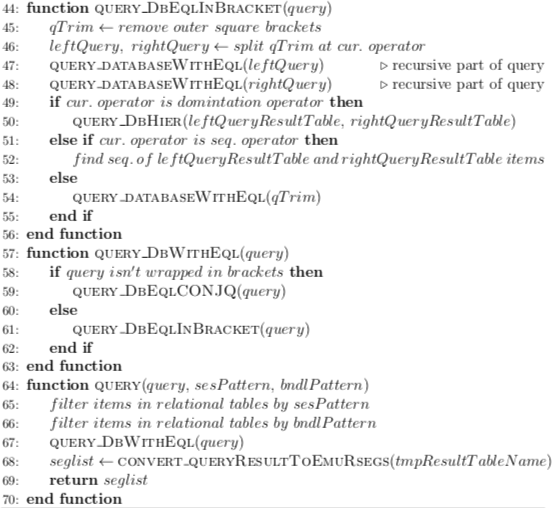 44: function QUERY_DBEQLINBRACKET(query)
45: qTrim ← remove outer square brackets
46: leftQuery, rightQuery ← split qTrim at cur. operator
47: QUERY_DATABASEWITHEQL(leftQuery) ▷ recursive part of query
48: QUERY_DATABASEWITHEQL(rightQuery) ▷ recursive part of query
49: if cur. operator is domintation operator then
50: QUERY_DBHIER(leftQueryResultTable, rightQueryResultTable)
51: else if cur. operator is seq. operator then
52: find seq. of leftQueryResultTable and rightQueryResultTable items
53: else
54: QUERY_DATABASEWITHEQL(qTrim)
55: end if
56: end function
57: function QUERY_DBWITHEQL(query)
58: if query isn't wrapped in brackets then
59: QUERY_DBEQLCONJQ(query)
60: else
61: QUERY_DBEQLINBRACKET(query)
62: end if
63: end function
64: function QUERY(query, sesPattern, bndlPattern)
65: filter items in relational tables by sesPattern
66: filter items in relational tables by bndlPattern
67: QUERY_DBWITHEQL(query)
68: seglist ← CONVERT_QUERYRESULTTOEMURSEGS(tmpResultTableName)
69: return seglist
70: end function